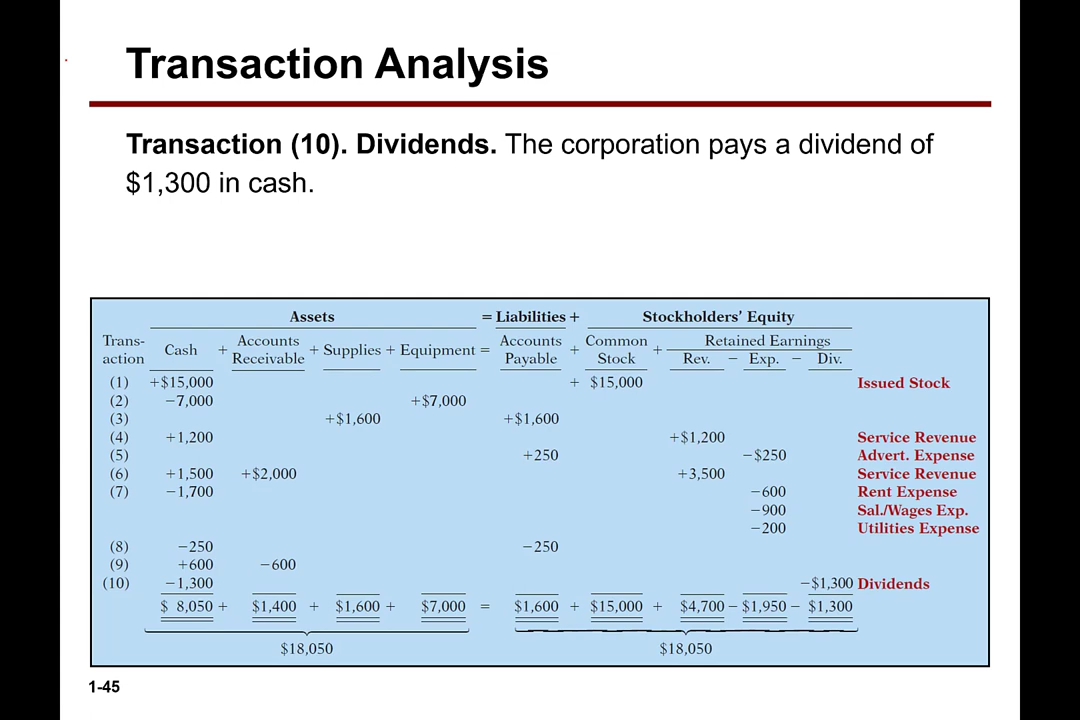 Transaction Analysis
Transaction (10). Dividends. The corporation pays a dividend of
$1,300 in cash.
Assets = Liabilities + Stockholders' Equity
Trans- Accounts Accounts Common Retained Earnings
action Cash + Receivable + Supplies + Equipment = Payable + Stock + Rev. − Exp. − Div.
(1) +$15,000 + $15,000 Issued Stock
(2) −7,000 +$7,000
(3) +$1,600 +$1,600
(4) +1,200 +$1,200 Service Revenue
(5) +250 −$250 Advert. Expense
(6) +1,500 +$2,000 +3,500 Service Revenue
(7) −1,700 −600 Rent Expense
−900 Sal./Wages Exp.
−200 Utilities Expense
(8) −250 −250
(9) +600 −600
(10) −1,300 −$1,300 Dividends
$ 8,050 + $1,400 + $1,600 + $7,000 = $1,600 + $15,000 + $4,700 − $1,950 − $1,300
$18,050 $18,050
1-45